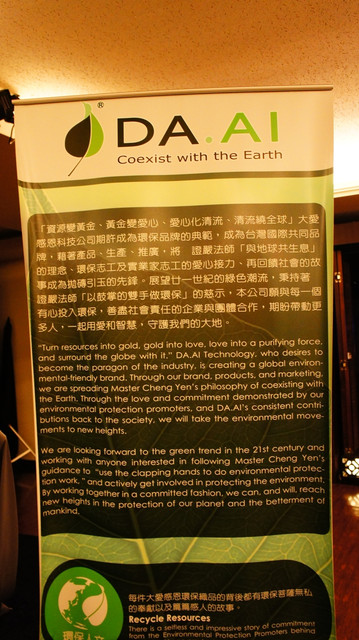 ®
DA.AI
Coexist with the Earth
「資源變黃金、黃金變愛心、愛心化清流、清流繞全球」大愛
感恩科技公司期許成為環保品牌的典範，成為台灣國際共同品
牌，藉著產品、生產、推廣，將 證嚴法師「與地球共生息」
的理念、環保志工及實業家志工的愛心接力、再回饋社會的故
事成為拋磚引玉的先鋒。展望廿一世紀的綠色潮流，秉持著
證嚴法師「以鼓掌的雙手做環保」的慈示，本公司願與每一個
有心投入環保，善盡社會責任的企業與團體合作，期盼帶動更
多人，一起用愛和智慧，守護我們的大地。
"Turn resources into gold, gold into love, love into a purifying force,
and surround the globe with it." DA.AI Technology, who desires to
become the paragon of the industry, is creating a global environ-
mental-friendly brand. Through our brand, products, and marketing,
we are spreading Master Cheng Yen's philosophy of coexisting with
the Earth. Through the love and commitment demonstrated by our
environmental protection promoters, and DA.AI's consistent contri-
butions back to the society, we will take the environmental move-
ments to new heights.
We are looking forward to the green trend in the 21st century and
working with anyone interested in following Master Cheng Yen's
guidance to "use the clapping hands to do environmental protec-
tion work," and actively get involved in protecting the environment.
By working together in a committed fashion, we can, and will, reach
new heights in the protection of our planet and the betterment of
mankind.
每件大愛感恩環保織品的背後都有環保菩薩無私
的奉獻以及篇篇感人的故事。
Recycle Resources
There is a selfless and impressive story of commitment
from the Environmental Protection Promoters behind
環保人文